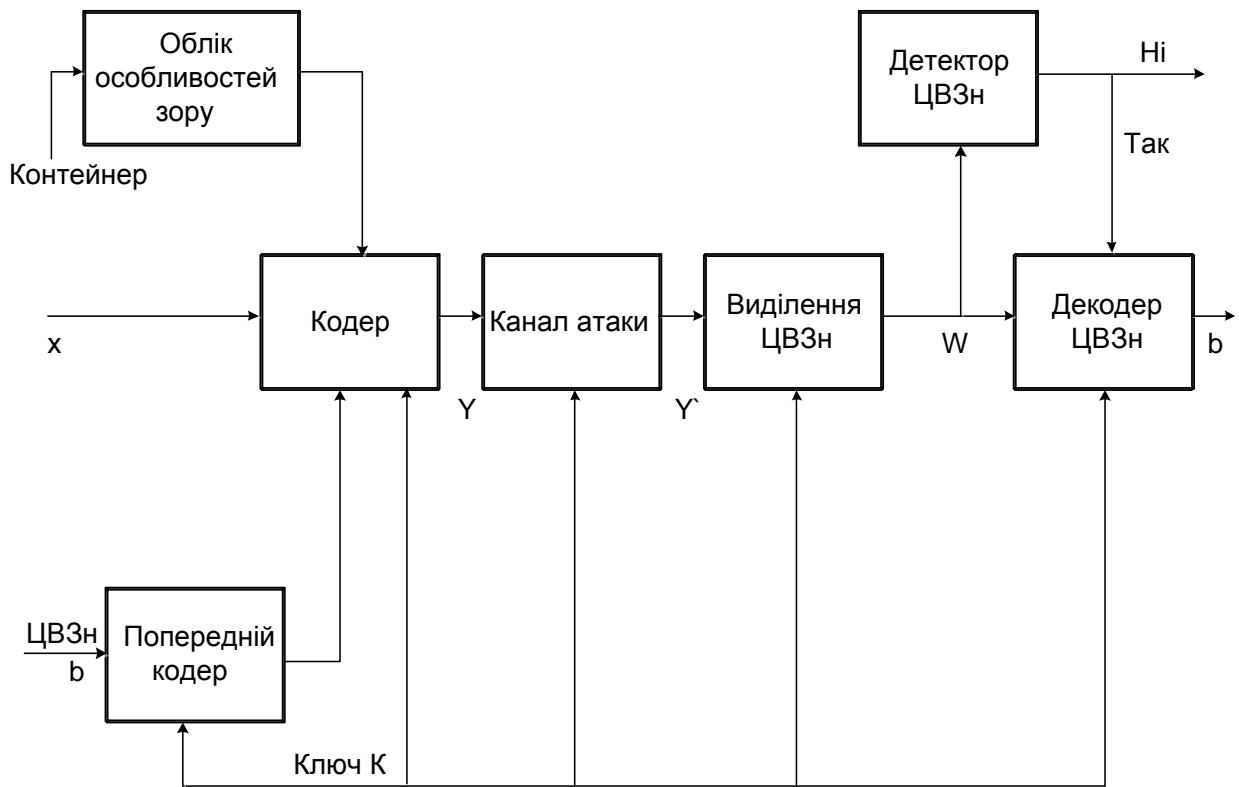 Облік
особливостей
зору
Контейнер
Детектор
ЦВЗн
Ні
Так
x
Кодер
Y
Канал атаки
Y`
Виділення
ЦВЗн
W
Декодер
ЦВЗн
b
ЦВЗн
b
Попередній
кодер
Ключ К